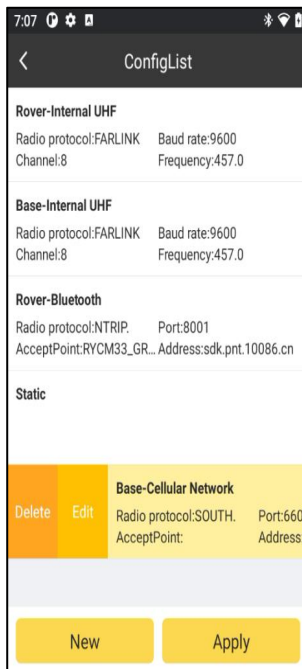 7:07
ConfigList
Rover-Internal UHF
Radio protocol:FARLINK Baud rate:9600
Channel:8 Frequency:457.0
Base-Internal UHF
Radio protocol:FARLINK Baud rate:9600
Channel:8 Frequency:457.0
Rover-Bluetooth
Radio protocol:NTRIP. Port:8001
AcceptPoint:RYCM33_GR... Address:sdk.pnt.10086.cn
Static
Delete Edit
Base-Cellular Network
Radio protocol:SOUTH. Port:660
AcceptPoint: Address:
New Apply